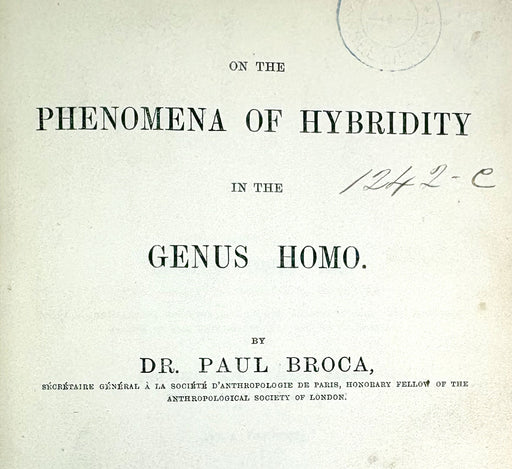 ON THE
PHENOMENA OF HYBRIDITY
IN THE
1242-C
GENUS HOMO.
BY
DR. PAUL BROCA,
SECRÉTAIRE GÉNÉRAL À LA SOCIÉTÉ D'ANTHROPOLOGIE DE PARIS, HONORARY FELLOW OF THE
ANTHROPOLOGICAL SOCIETY OF LONDON.